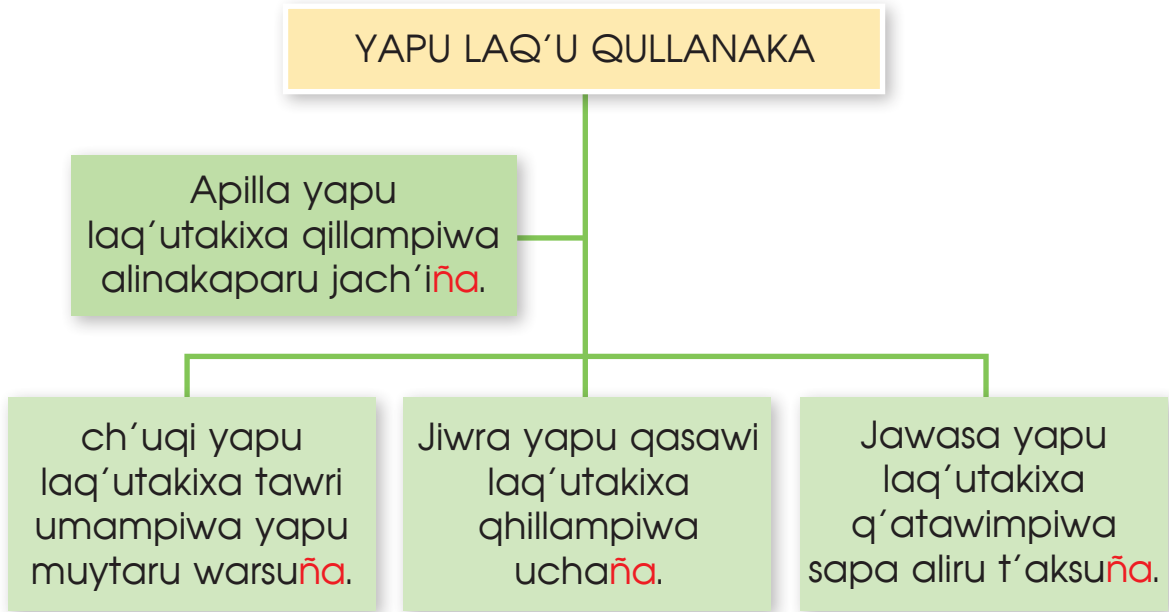 YAPU LAQ´U QULLANAKA
Apilla yapu
laq´utakixa qillampiwa
alinakaparu jach´iña.
ch´uqi yapu
laq´utakixa tawri
umampiwa yapu
muytaru warsuña.
Jiwra yapu qasawi
laq´utakixa
qhillampiwa
uchaña.
Jawasa yapu
laq´utakixa
q´atawimpiwa
sapa aliru t´aksuña.